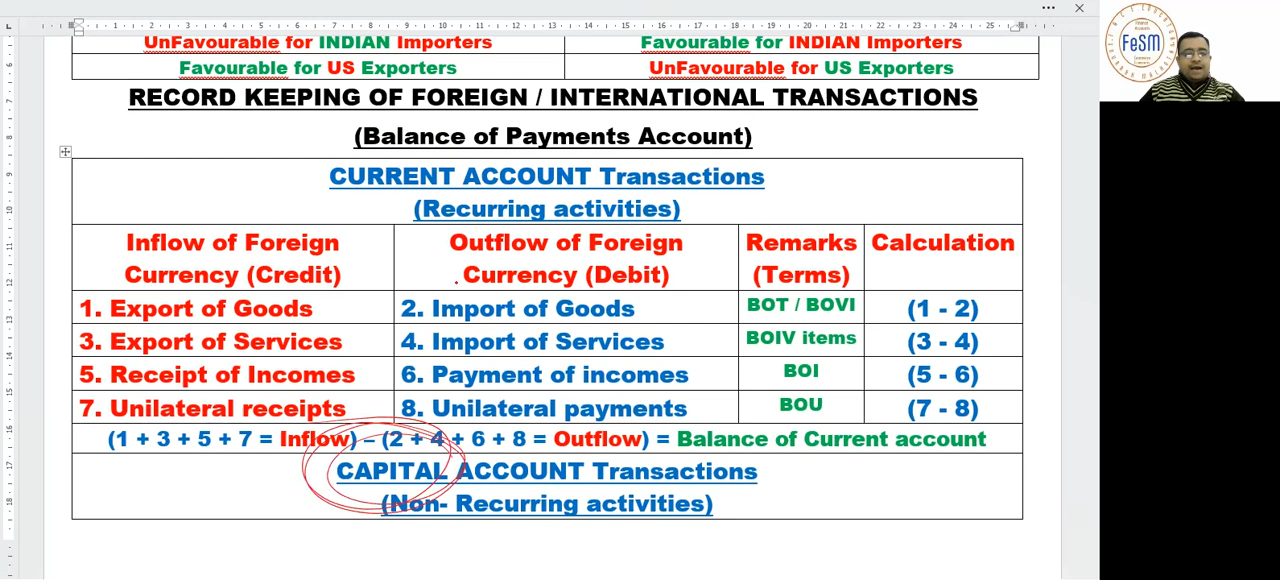 UnFavourable for INDIAN Importers
Favourable for INDIAN Importers
Favourable for US Exporters
UnFavourable for US Exporters
RECORD KEEPING OF FOREIGN / INTERNATIONAL TRANSACTIONS
(Balance of Payments Account)
CURRENT ACCOUNT Transactions
(Recurring activities)
Inflow of Foreign
Currency (Credit)
Outflow of Foreign
Currency (Debit)
Remarks
(Terms)
Calculation
1. Export of Goods
2. Import of Goods
BOT / BOVI
(1 - 2)
3. Export of Services
4. Import of Services
BOIV items
(3 - 4)
5. Receipt of Incomes
6. Payment of incomes
BOI
(5 - 6)
7. Unilateral receipts
8. Unilateral payments
BOU
(7 - 8)
(1 + 3 + 5 + 7 = Inflow) – (2 + 4 + 6 + 8 = Outflow) = Balance of Current account
CAPITAL ACCOUNT Transactions
(Non- Recurring activities)
FeSM